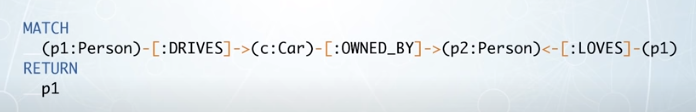 MATCH
(p1:Person)-[:DRIVES]->(c:Car)-[:OWNED_BY]->(p2:Person)<-[:LOVES]-(p1)
RETURN
p1